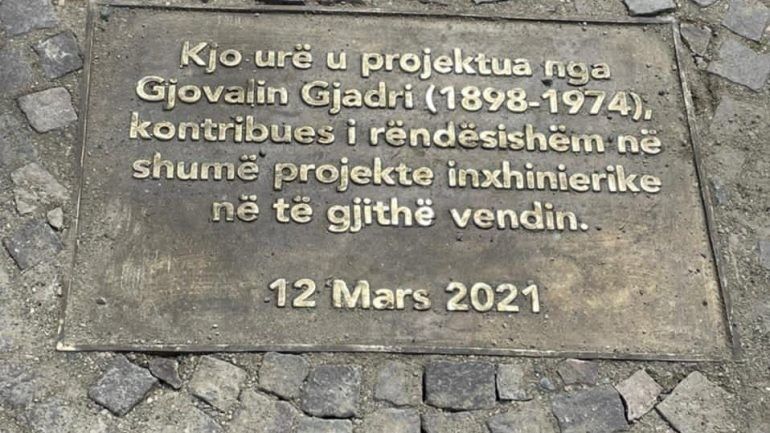 Kjo urë u projektua nga
Gjovalin Gjadri (1898-1974),
kontribues i rëndësishëm në
shumë projekte inxhinierike
në të gjithë vendin.
12 Mars 2021